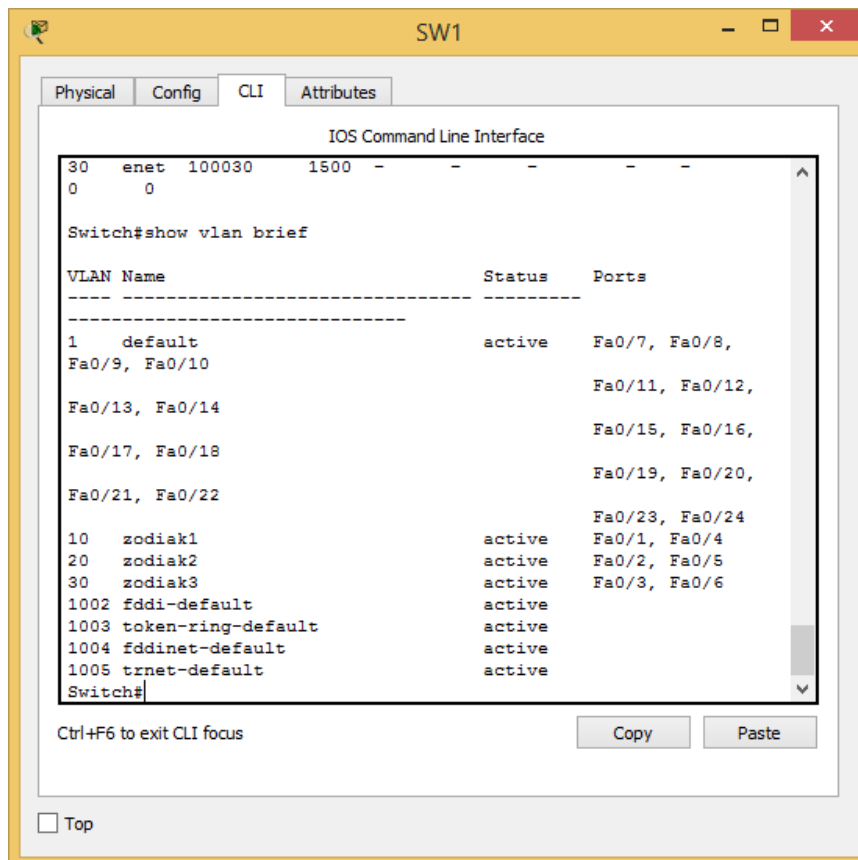 SW1
Physical Config CLI Attributes
IOS Command Line Interface
30 enet 100030 1500 - - - - -
0 0
Switch#show vlan brief
VLAN Name Status Ports
---- -------------------------------- ---------
-------------------------------
1 default active Fa0/7, Fa0/8,
Fa0/9, Fa0/10
Fa0/11, Fa0/12,
Fa0/13, Fa0/14
Fa0/15, Fa0/16,
Fa0/17, Fa0/18
Fa0/19, Fa0/20,
Fa0/21, Fa0/22
Fa0/23, Fa0/24
10 zodiak1 active Fa0/1, Fa0/4
20 zodiak2 active Fa0/2, Fa0/5
30 zodiak3 active Fa0/3, Fa0/6
1002 fddi-default active
1003 token-ring-default active
1004 fddinet-default active
1005 trnet-default active
Switch#
Ctrl+F6 to exit CLI focus
Copy Paste
Top